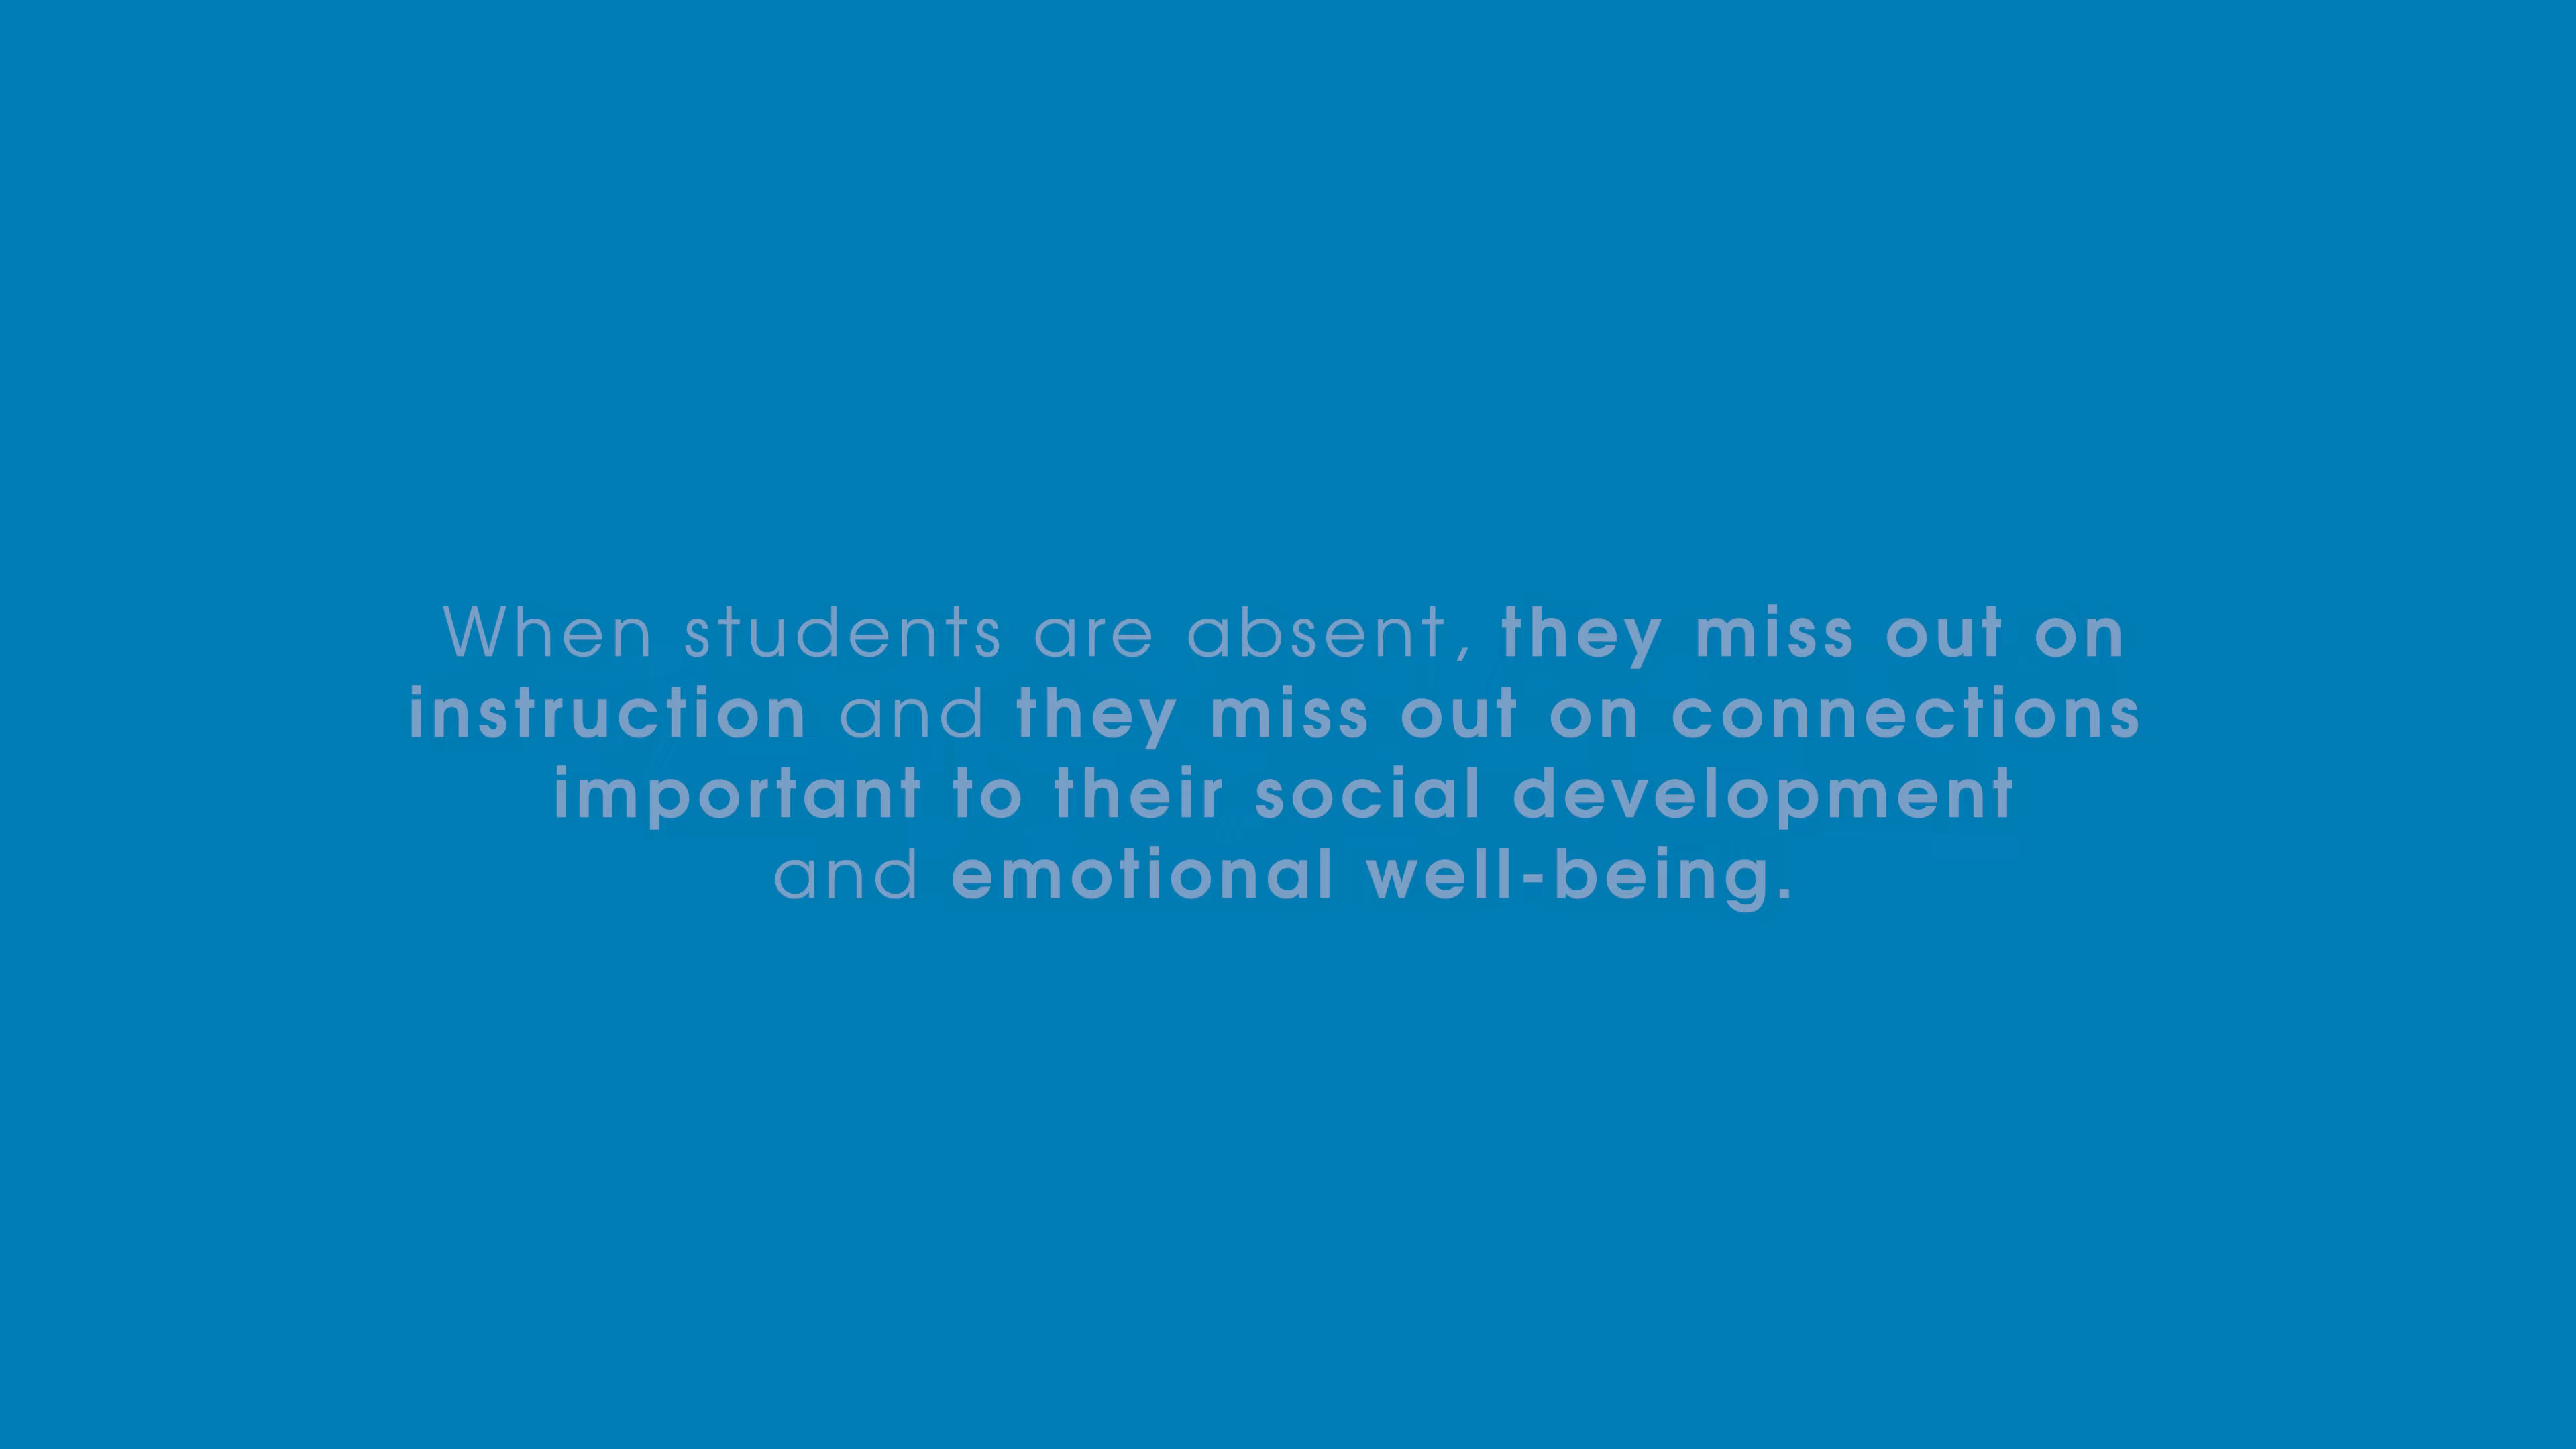 When students are absent, they miss out on
instruction and they miss out on connections
important to their social development
and emotional well-being.